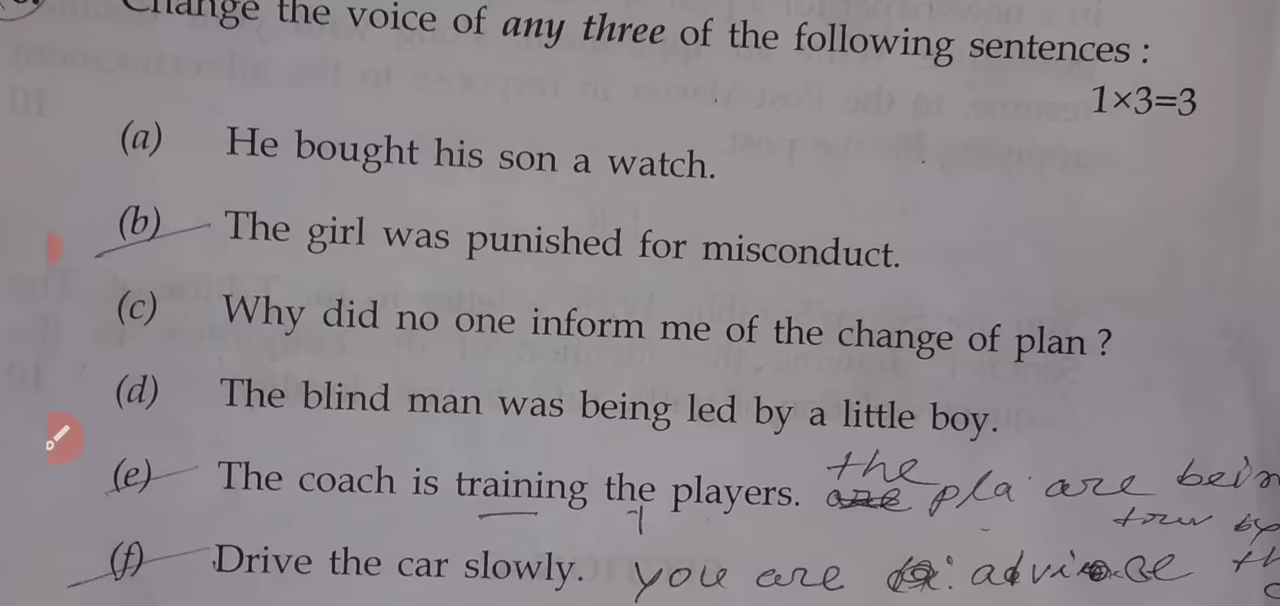 Change the voice of any three of the following sentences :
1×3=3
(a) He bought his son a watch.
(b) The girl was punished for misconduct.
(c) Why did no one inform me of the change of plan ?
(d) The blind man was being led by a little boy.
(e) The coach is training the players. the pla are bein
by
(f) Drive the car slowly. you are